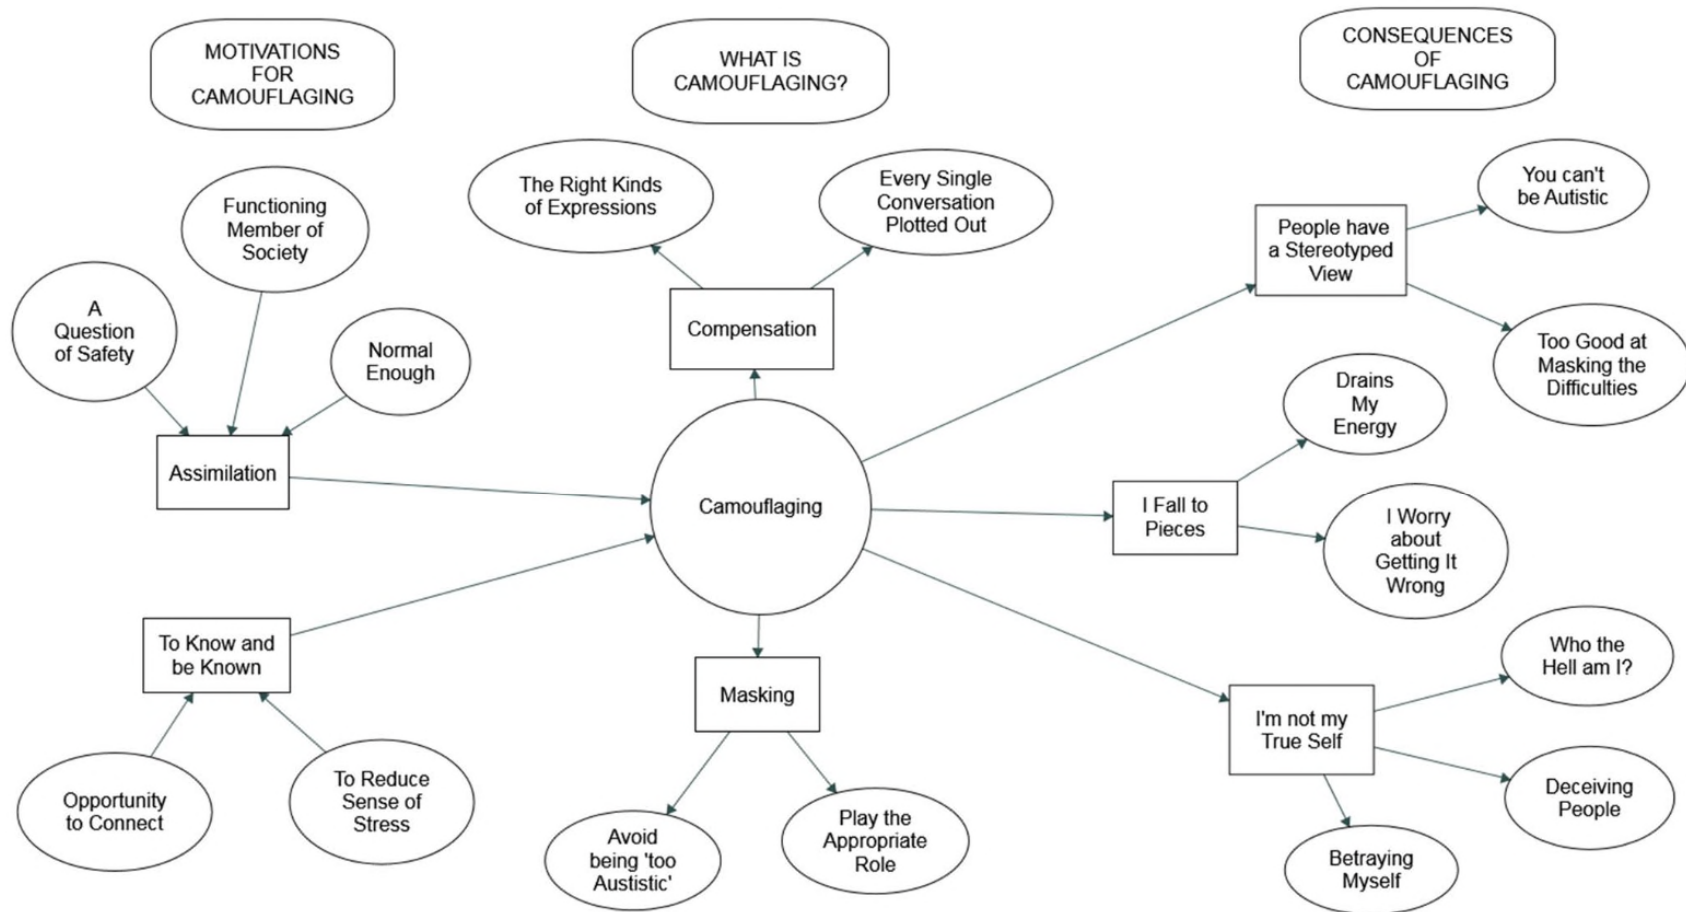 MOTIVATIONS
FOR
CAMOUFLAGING
WHAT IS
CAMOUFLAGING?
CONSEQUENCES
OF
CAMOUFLAGING
Functioning
Member of
Society
A
Question
of Safety
Normal
Enough
Assimilation
To Know and
be Known
Opportunity
to Connect
To Reduce
Sense of
Stress
The Right Kinds
of Expressions
Every Single
Conversation
Plotted Out
Compensation
Camouflaging
Masking
Avoid
being 'too
Austistic'
Play the
Appropriate
Role
People have
a Stereotyped
View
You can't
be Autistic
Too Good at
Masking the
Difficulties
I Fall to
Pieces
Drains
My
Energy
I Worry
about
Getting It
Wrong
I'm not my
True Self
Who the
Hell am I?
Deceiving
People
Betraying
Myself